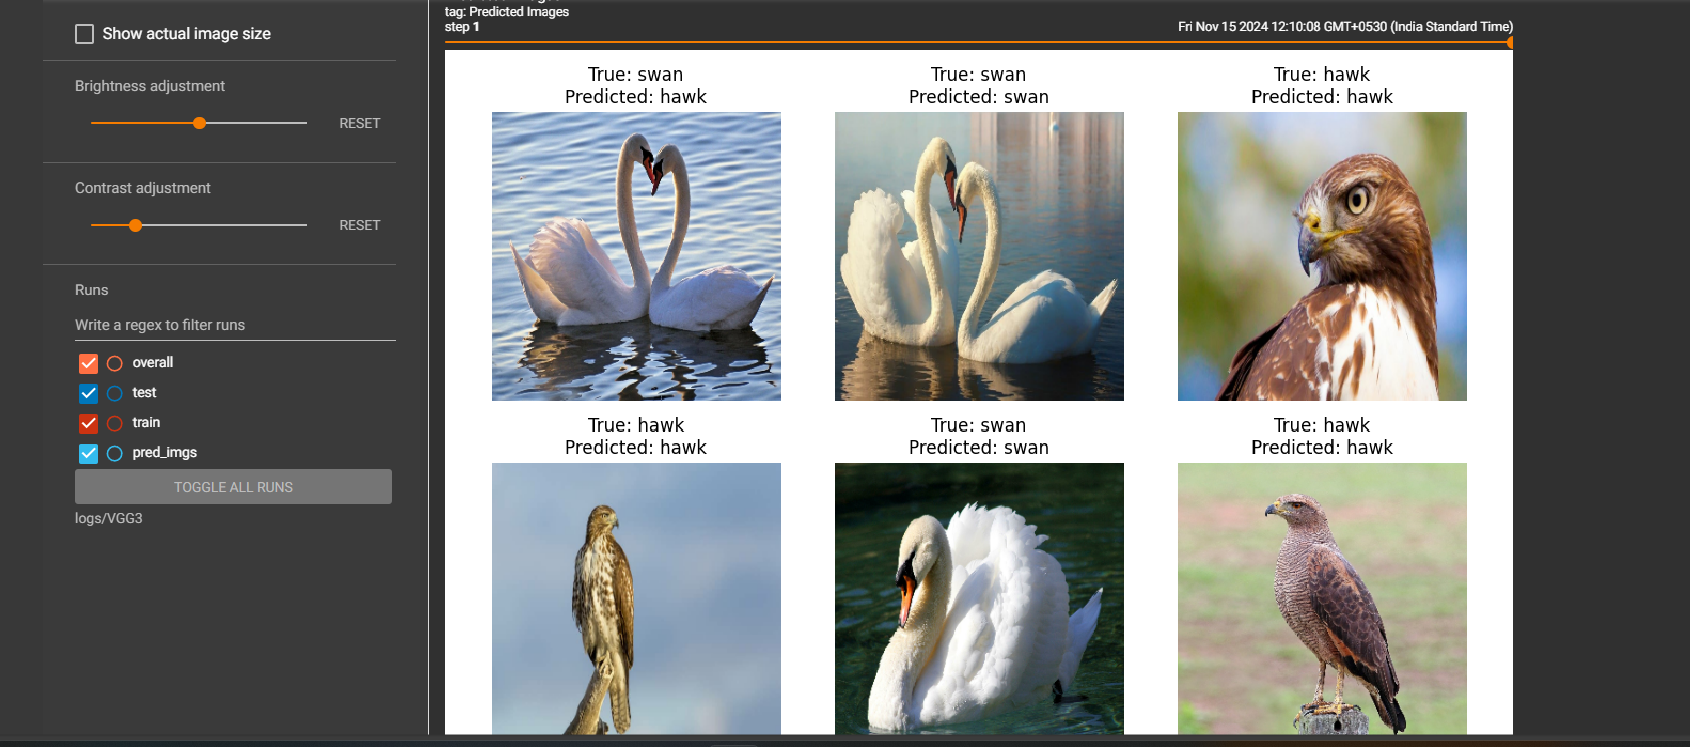 Show actual image size
Brightness adjustment
RESET
Contrast adjustment
RESET
Runs
Write a regex to filter runs
overall
test
train
pred_imgs
TOGGLE ALL RUNS
logs/VGG3
tag: Predicted Images
step 1
Fri Nov 15 2024 12:10:08 GMT+0530 (India Standard Time)
True: swan
Predicted: hawk
True: swan
Predicted: swan
True: hawk
Predicted: hawk
True: hawk
Predicted: hawk
True: swan
Predicted: swan
True: hawk
Predicted: hawk